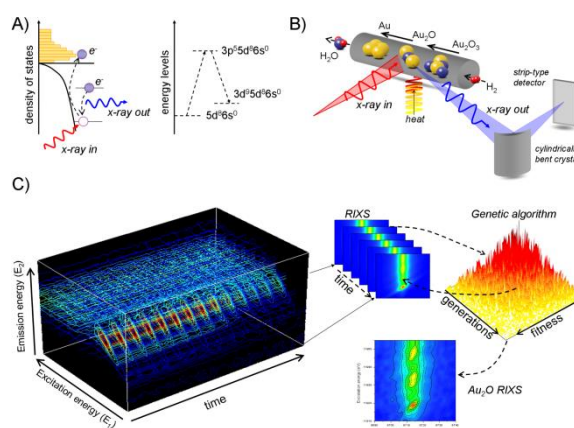 A)
density of states
e-
e-
x-ray out
x-ray in
energy levels
3p⁵5d⁸6s⁰
3d⁹5d⁸6s⁰
5d⁸6s⁰
B)
Au
Au₂O
Au₂O₃
H₂O
H₂
x-ray in
heat
x-ray out
strip-type
detector
cylindrically
bent crystal
C)
Emission energy (E₂)
Excitation energy (E₁)
time
RIXS
time
Genetic algorithm
generations
fitness
Au₂O RIXS